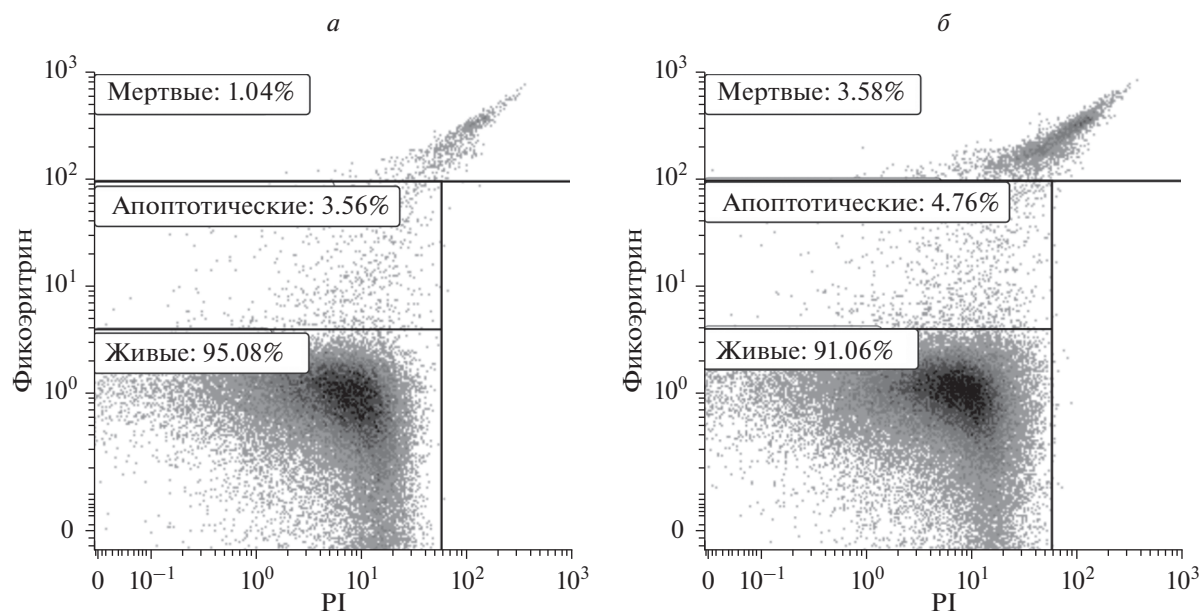 а
10³
Мертвые: 1.04%
10²
Апоптотические: 3.56%
10¹
Живые: 95.08%
10⁰
0
Фикоэритрин
0 10⁻¹ 10⁰ 10¹ 10² 10³
PI
б
10³
Мертвые: 3.58%
10²
Апоптотические: 4.76%
10¹
Живые: 91.06%
10⁰
0
Фикоэритрин
0 10⁻¹ 10⁰ 10¹ 10² 10³
PI